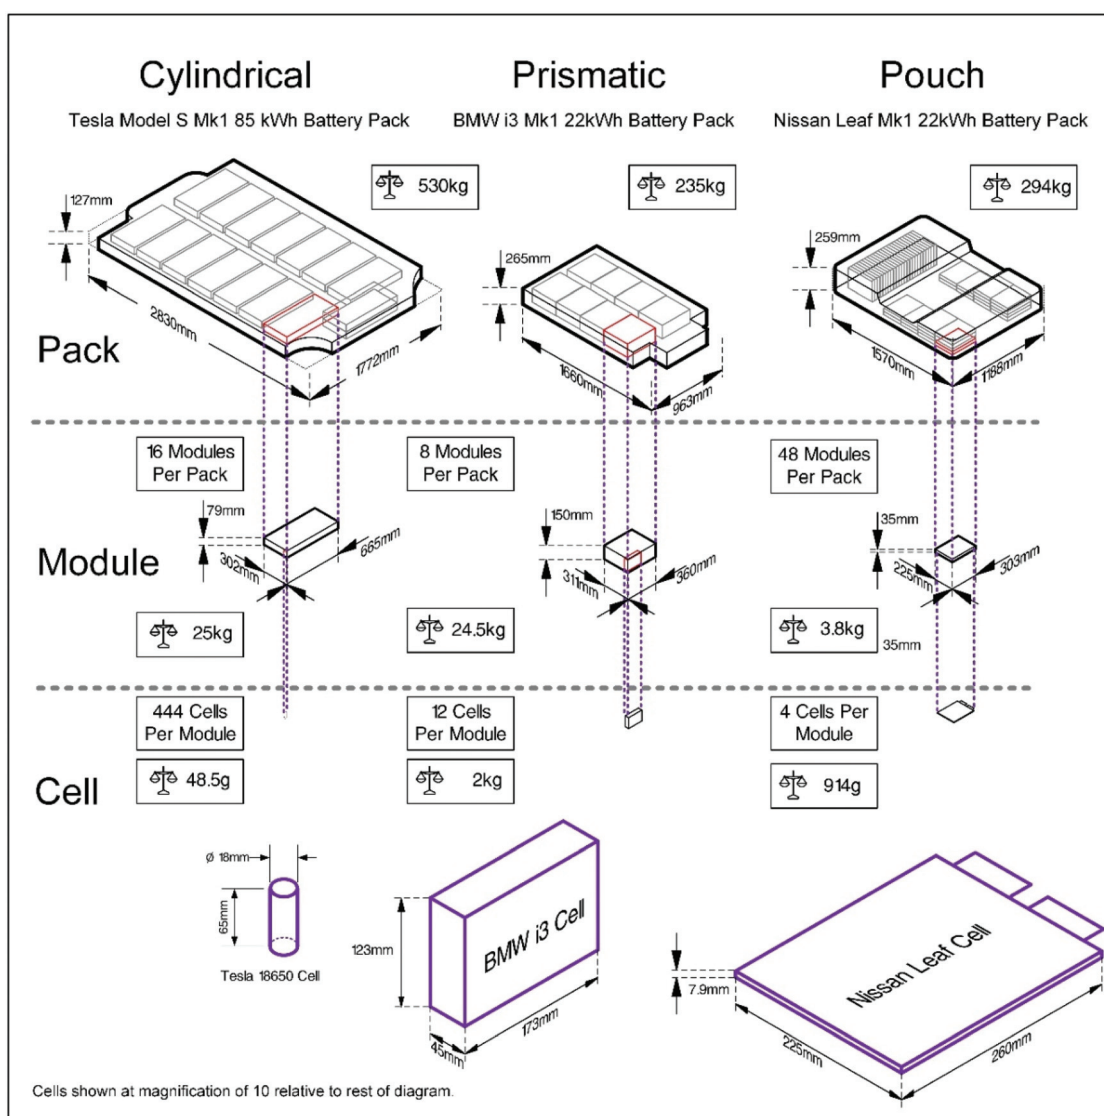 Cylindrical
Prismatic
Pouch
Tesla Model S Mk1 85 kWh Battery Pack
BMW i3 Mk1 22kWh Battery Pack
Nissan Leaf Mk1 22kWh Battery Pack
530kg
235kg
294kg
127mm
265mm
259mm
2830mm
1772mm
1660mm
963mm
1570mm
1188mm
Pack
16 Modules
Per Pack
8 Modules
Per Pack
48 Modules
Per Pack
79mm
302mm
665mm
150mm
311mm
360mm
35mm
225mm
303mm
Module
25kg
24.5kg
3.8kg
35mm
444 Cells
Per Module
12 Cells
Per Module
4 Cells Per
Module
48.5g
2kg
914g
Cell
Ø 18mm
65mm
Tesla 18650 Cell
123mm
BMW i3 Cell
45mm
173mm
7.9mm
Nissan Leaf Cell
225mm
260mm
Cells shown at magnification of 10 relative to rest of diagram.